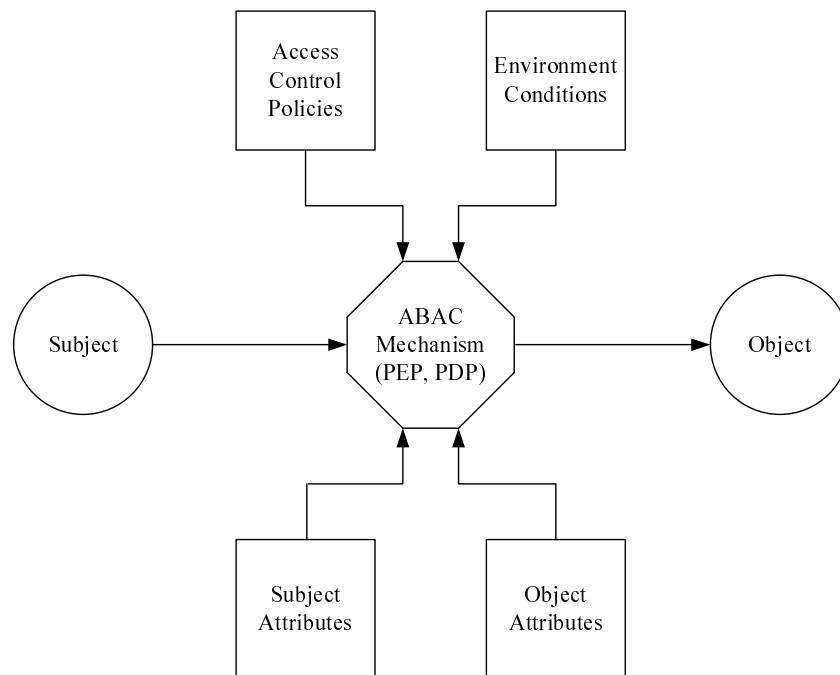 Access
Control
Policies
Environment
Conditions
Subject
ABAC
Mechanism
(PEP, PDP)
Object
Subject
Attributes
Object
Attributes